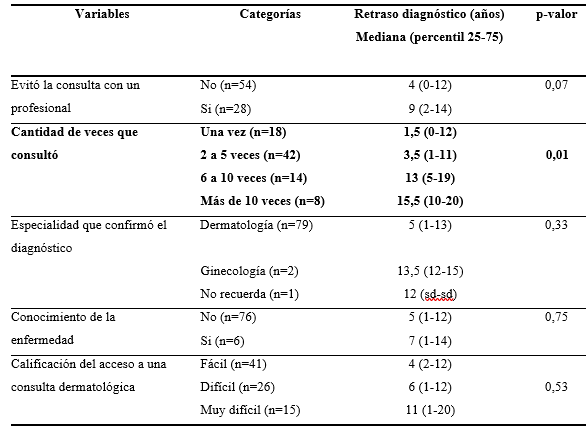 Variables Categorías Retraso diagnóstico (años) p-valor
Mediana (percentil 25-75)
Evitó la consulta con un No (n=54) 4 (0-12) 0,07
profesional Si (n=28) 9 (2-14)
Cantidad de veces que Una vez (n=18) 1,5 (0-12)
consultó 2 a 5 veces (n=42) 3,5 (1-11) 0,01
6 a 10 veces (n=14) 13 (5-19)
Más de 10 veces (n=8) 15,5 (10-20)
Especialidad que confirmó el Dermatología (n=79) 5 (1-13) 0,33
diagnóstico
Ginecología (n=2) 13,5 (12-15)
No recuerda (n=1) 12 (sd-sd)
Conocimiento de la No (n=76) 5 (1-12) 0,75
enfermedad Si (n=6) 7 (1-14)
Calificación del acceso a una Fácil (n=41) 4 (2-12)
consulta dermatológica Difícil (n=26) 6 (1-12) 0,53
Muy difícil (n=15) 11 (1-20)